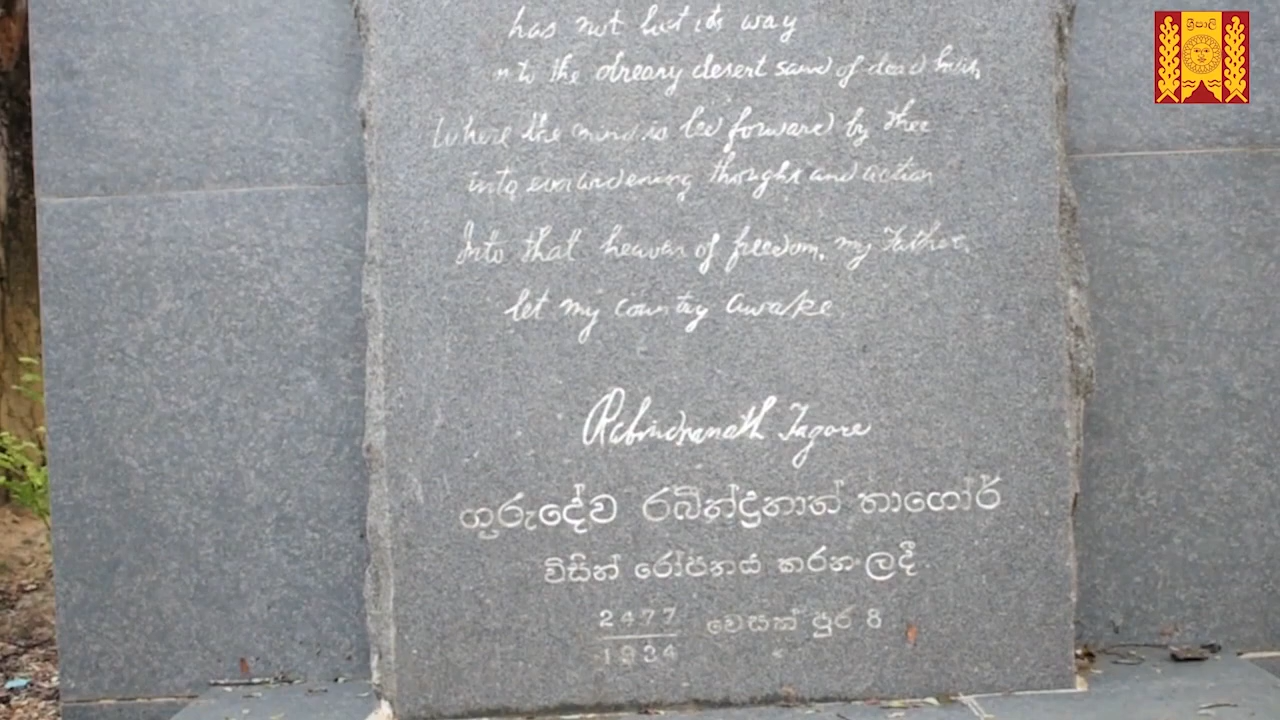 ශ්‍රීපාලි
has not lost its way
into the dreary desert sand of dead habit,
Where the mind is led forward by thee
into ever widening thought and action
Into that heaven of freedom, my Father,
let my country awake
Rabindranath Tagore
ගුරුදේව රබින්ද්‍රනාත් තාගෝර්
විසින් රෝපනය කරන ලදී.
2477
1934
වෙසක් පුර 8